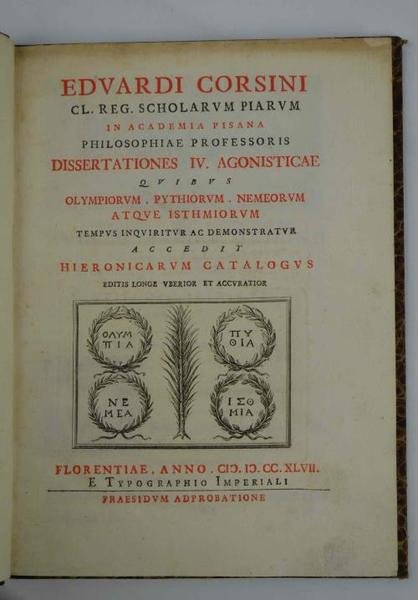 EDVARDI CORSINI
CL. REG. SCHOLARVM PIARVM
IN ACADEMIA PISANA
PHILOSOPHIAE PROFESSORIS
DISSERTATIONES IV. AGONISTICAE
QVIBVS
OLYMPIORVM . PYTHIORVM . NEMEORVM
ATQVE ISTHMIORVM
TEMPVS INQVIRITVR AC DEMONSTRATVR
ACCEDIT
HIERONICARVM CATALOGVS
EDITIS LONGE VBERIOR ET ACCVRATIOR
ΟΛΥΜ
ΠΙΑ
ΠΥ
ΘΙΑ
ΝΕ
ΜΕΑ
ΙΣΘ
ΜΙΑ
FLORENTIAE . ANNO . CIↃ. IↃ. CC. XLVII.
E TYPOGRAPHIO IMPERIALI
PRAESIDVM ADPROBATIONE